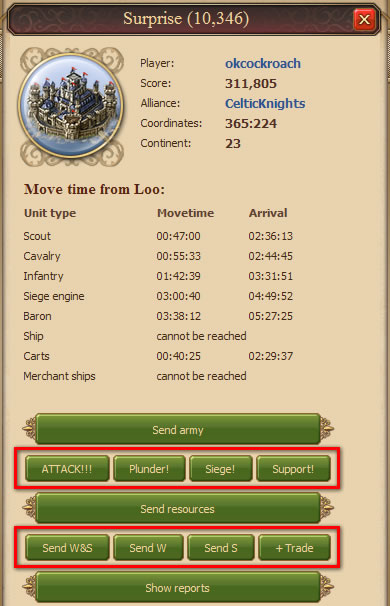 Surprise (10,346)
Player: okcockroach
Score: 311,805
Alliance: CelticKnights
Coordinates: 365:224
Continent: 23
Move time from Loo:
Unit type Movetime Arrival
Scout 00:47:00 02:36:13
Cavalry 00:55:33 02:44:45
Infantry 01:42:39 03:31:51
Siege engine 03:00:40 04:49:52
Baron 03:38:12 05:27:25
Ship cannot be reached
Carts 00:40:25 02:29:37
Merchant ships cannot be reached
Send army
ATTACK!!! Plunder! Siege! Support!
Send resources
Send W&S Send W Send S +Trade
Show reports